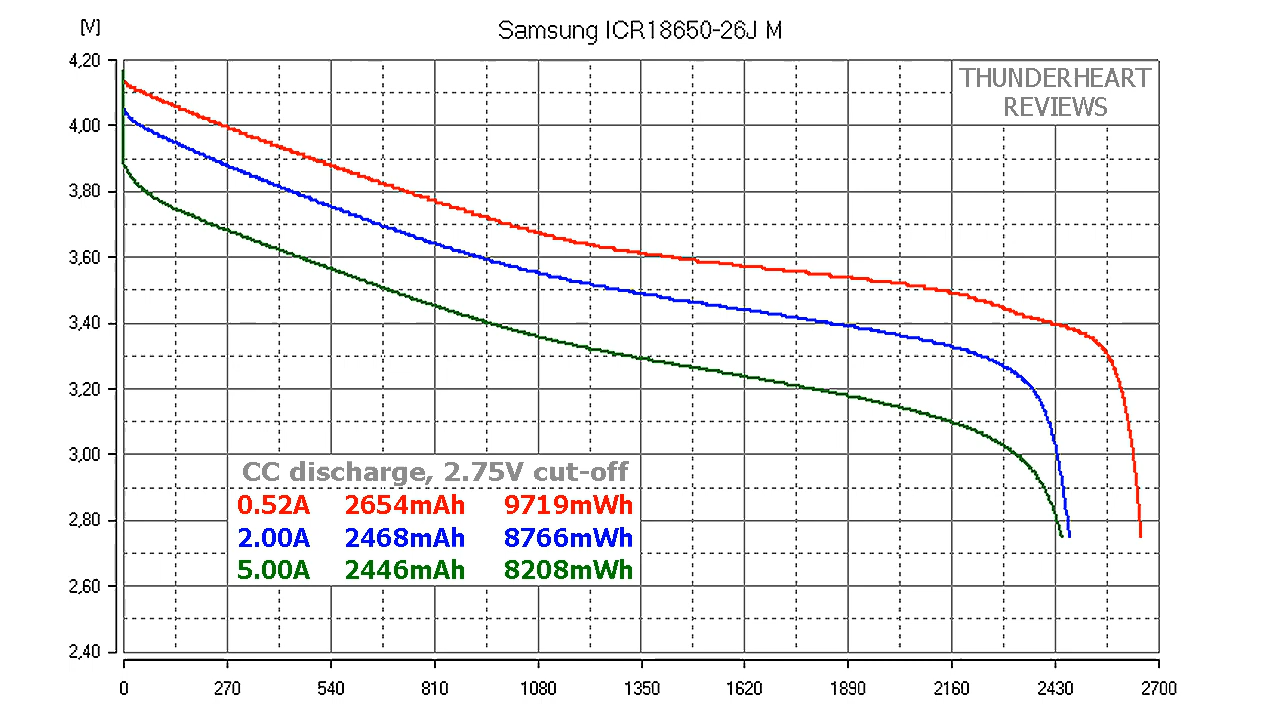 Samsung ICR18650-26J M
[V]
THUNDERHEART
REVIEWS
4,20
4,00
3,80
3,60
3,40
3,20
3,00
2,80
2,60
2,40
CC discharge, 2.75V cut-off
0.52A 2654mAh 9719mWh
2.00A 2468mAh 8766mWh
5.00A 2446mAh 8208mWh
0 270 540 810 1080 1350 1620 1890 2160 2430 2700